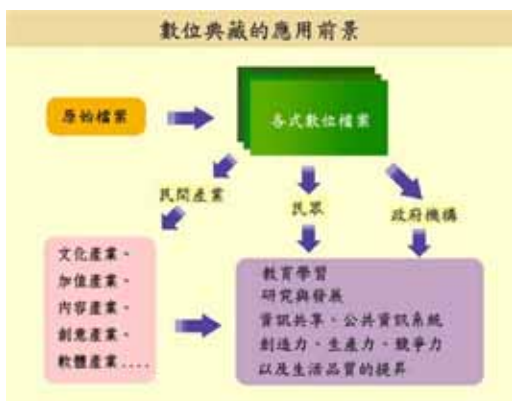 數位典藏的應用前景
原始檔案
各式數位檔案
民間產業
民眾
政府機構
文化產業、
加值產業、
內容產業、
創意產業、
軟體產業....
教育學習
研究與發展
資訊共享、公共資訊系統
創造力、生產力、競爭力
以及生活品質的提昇